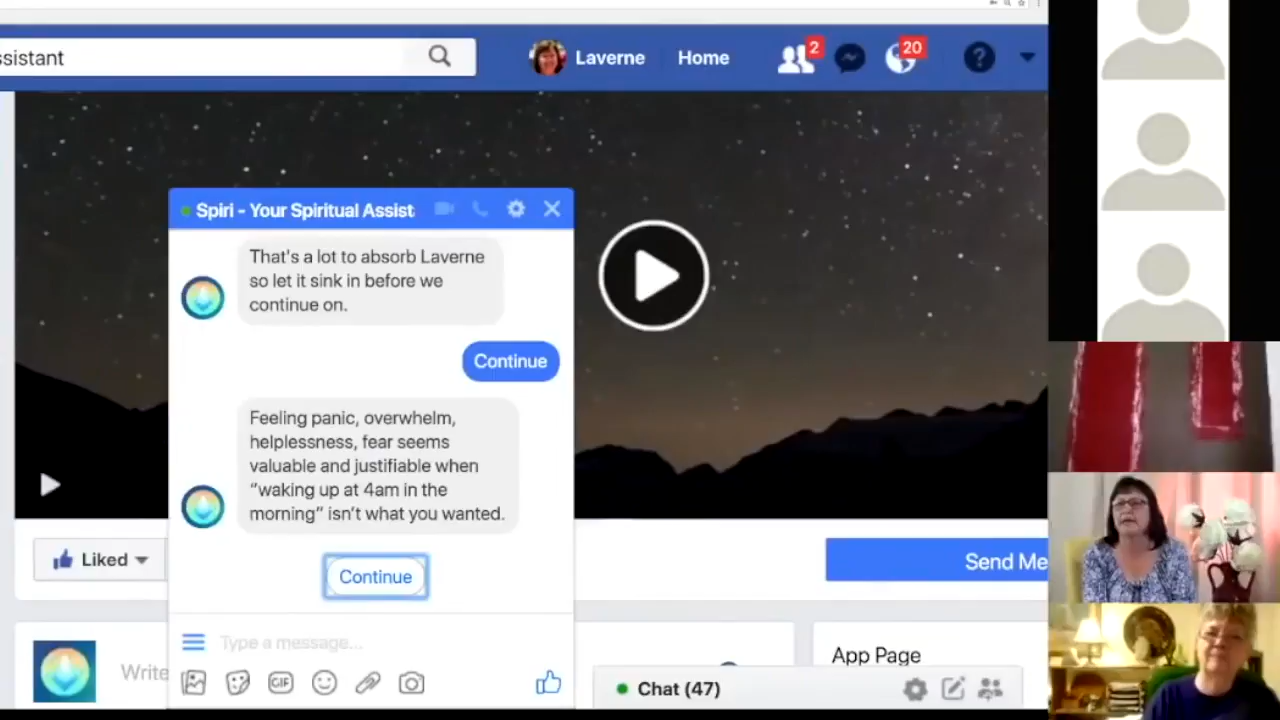 ssistant
Laverne
Home
2
20
?
Spiri - Your Spiritual Assist
That's a lot to absorb Laverne
so let it sink in before we
continue on.
Continue
Feeling panic, overwhelm,
helplessness, fear seems
valuable and justifiable when
“waking up at 4am in the
morning” isn’t what you wanted.
Continue
Type a message...
GIF
Liked
Send Me
Write
App Page
Chat (47)